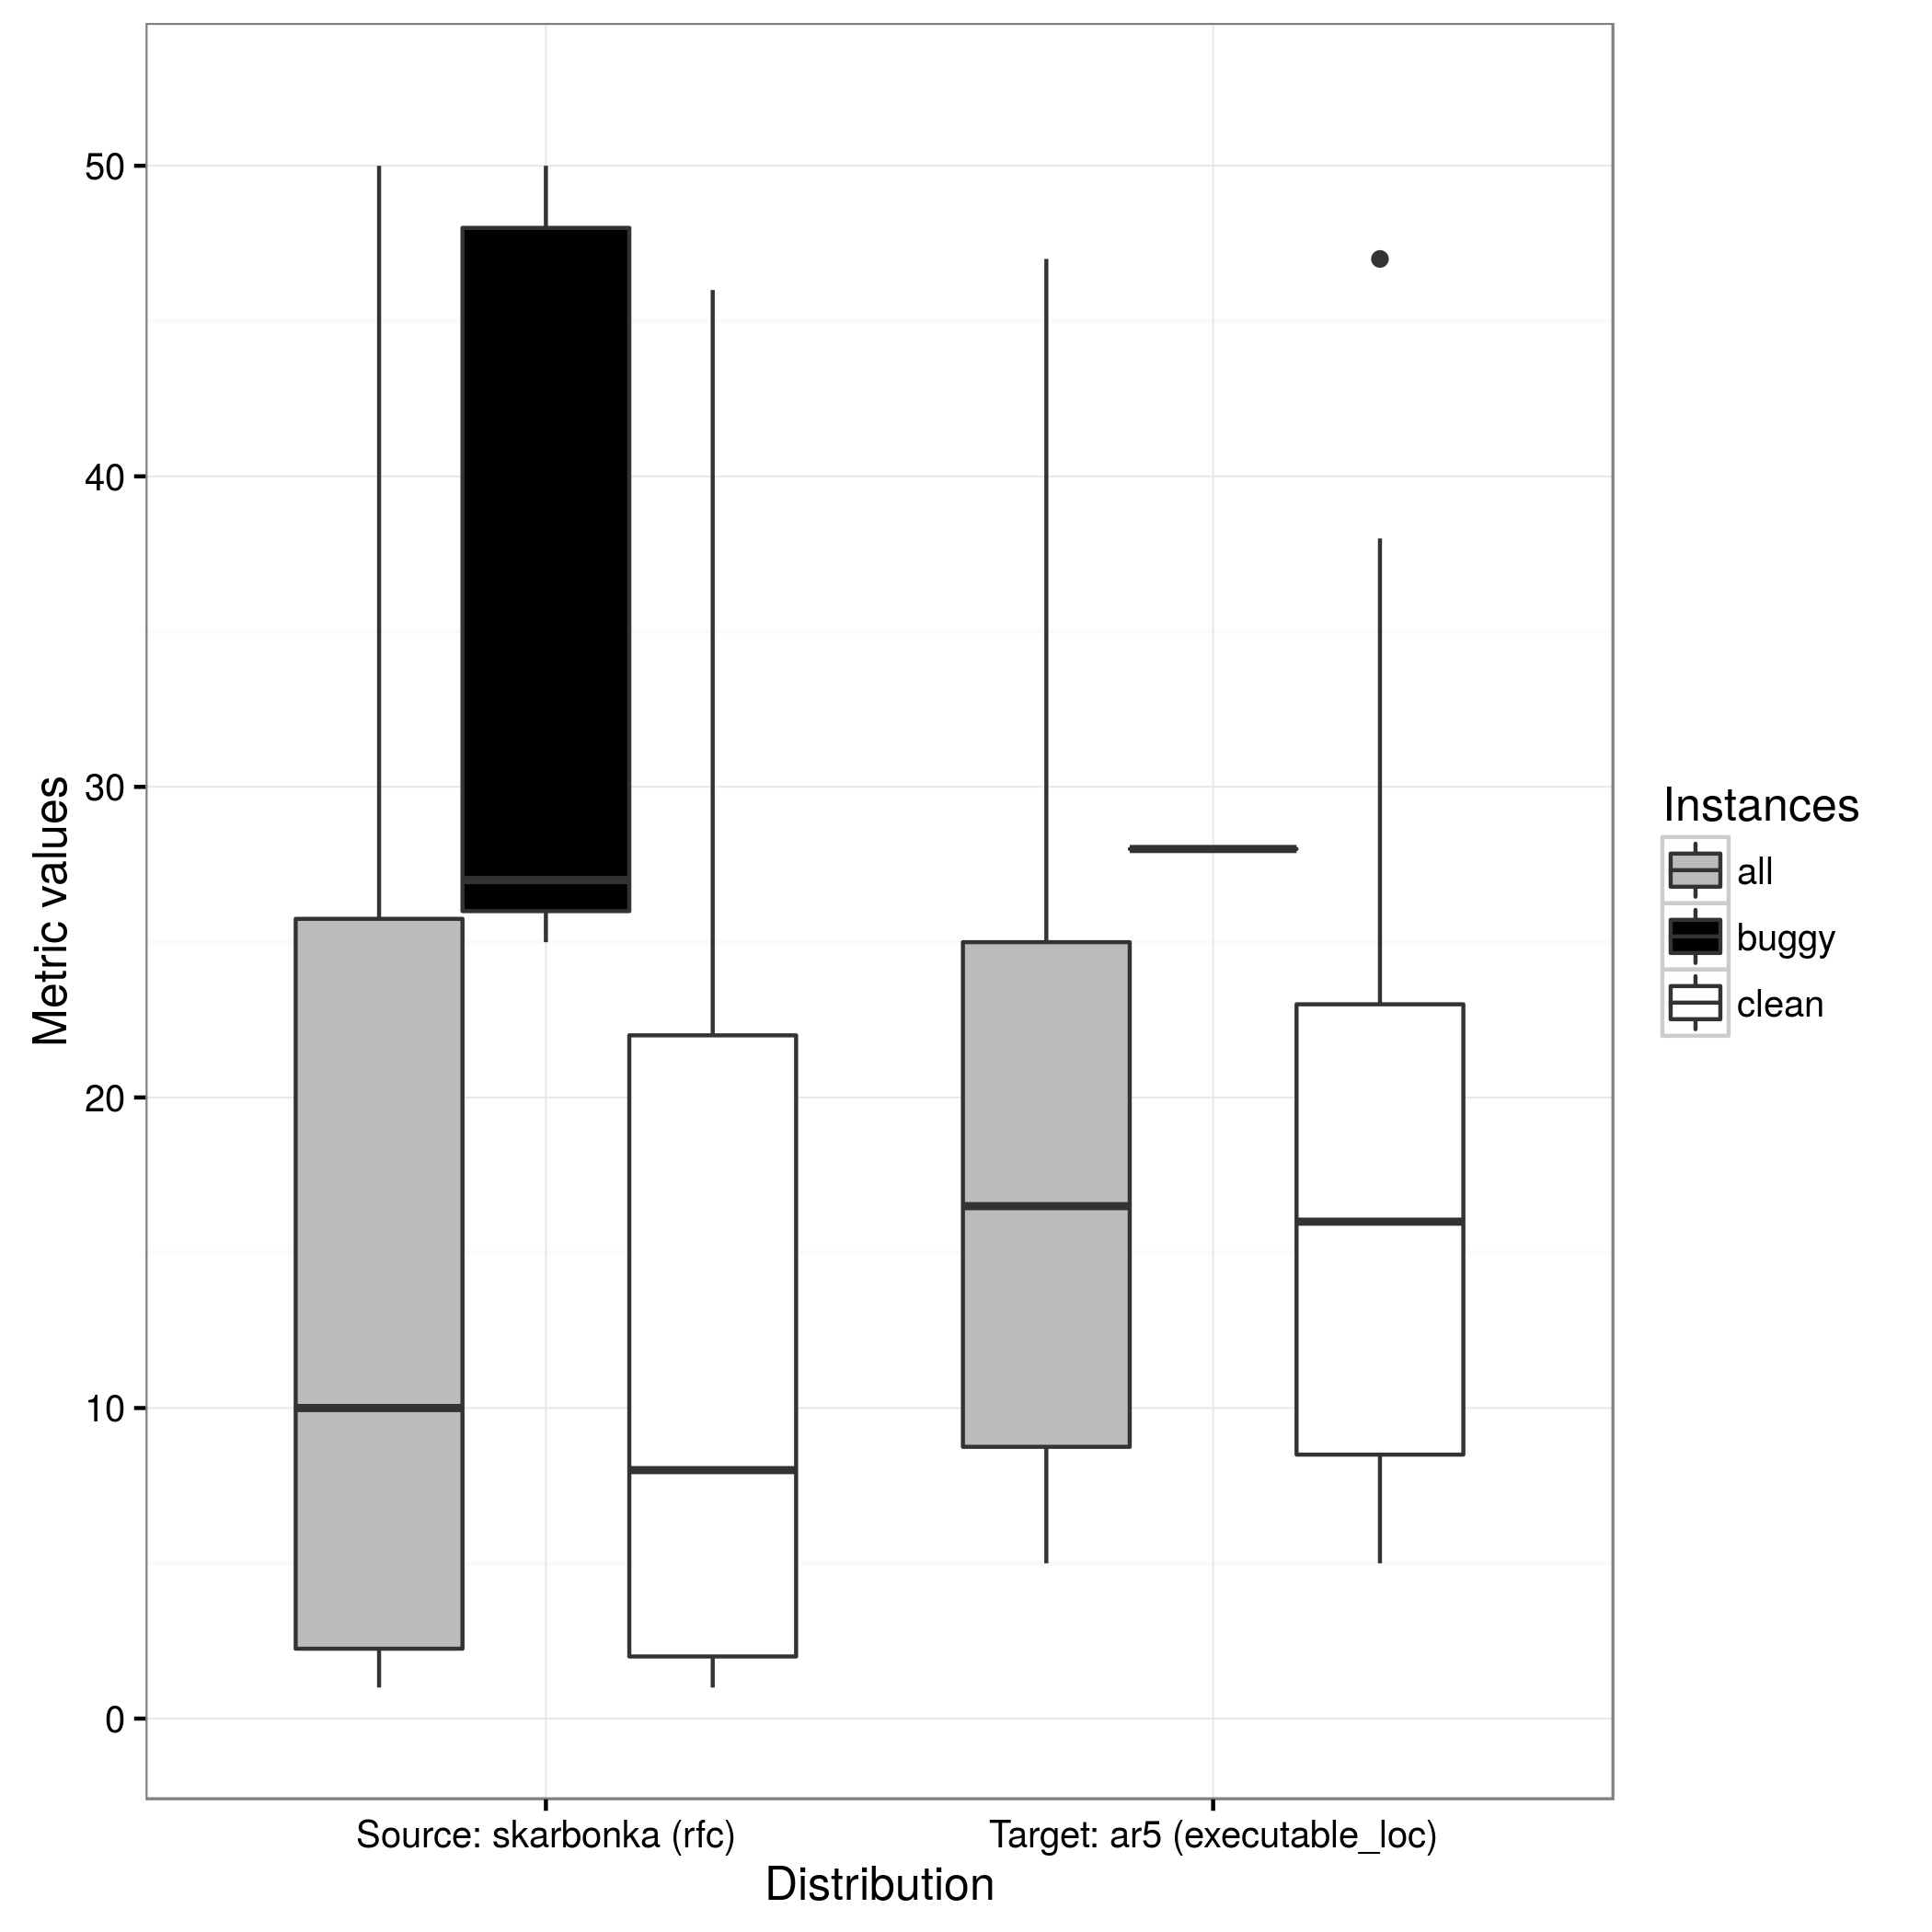 Metric values
50
40
30
20
10
0
Source: skarbonka (rfc)
Target: ar5 (executable_loc)
Distribution
Instances
all
buggy
clean